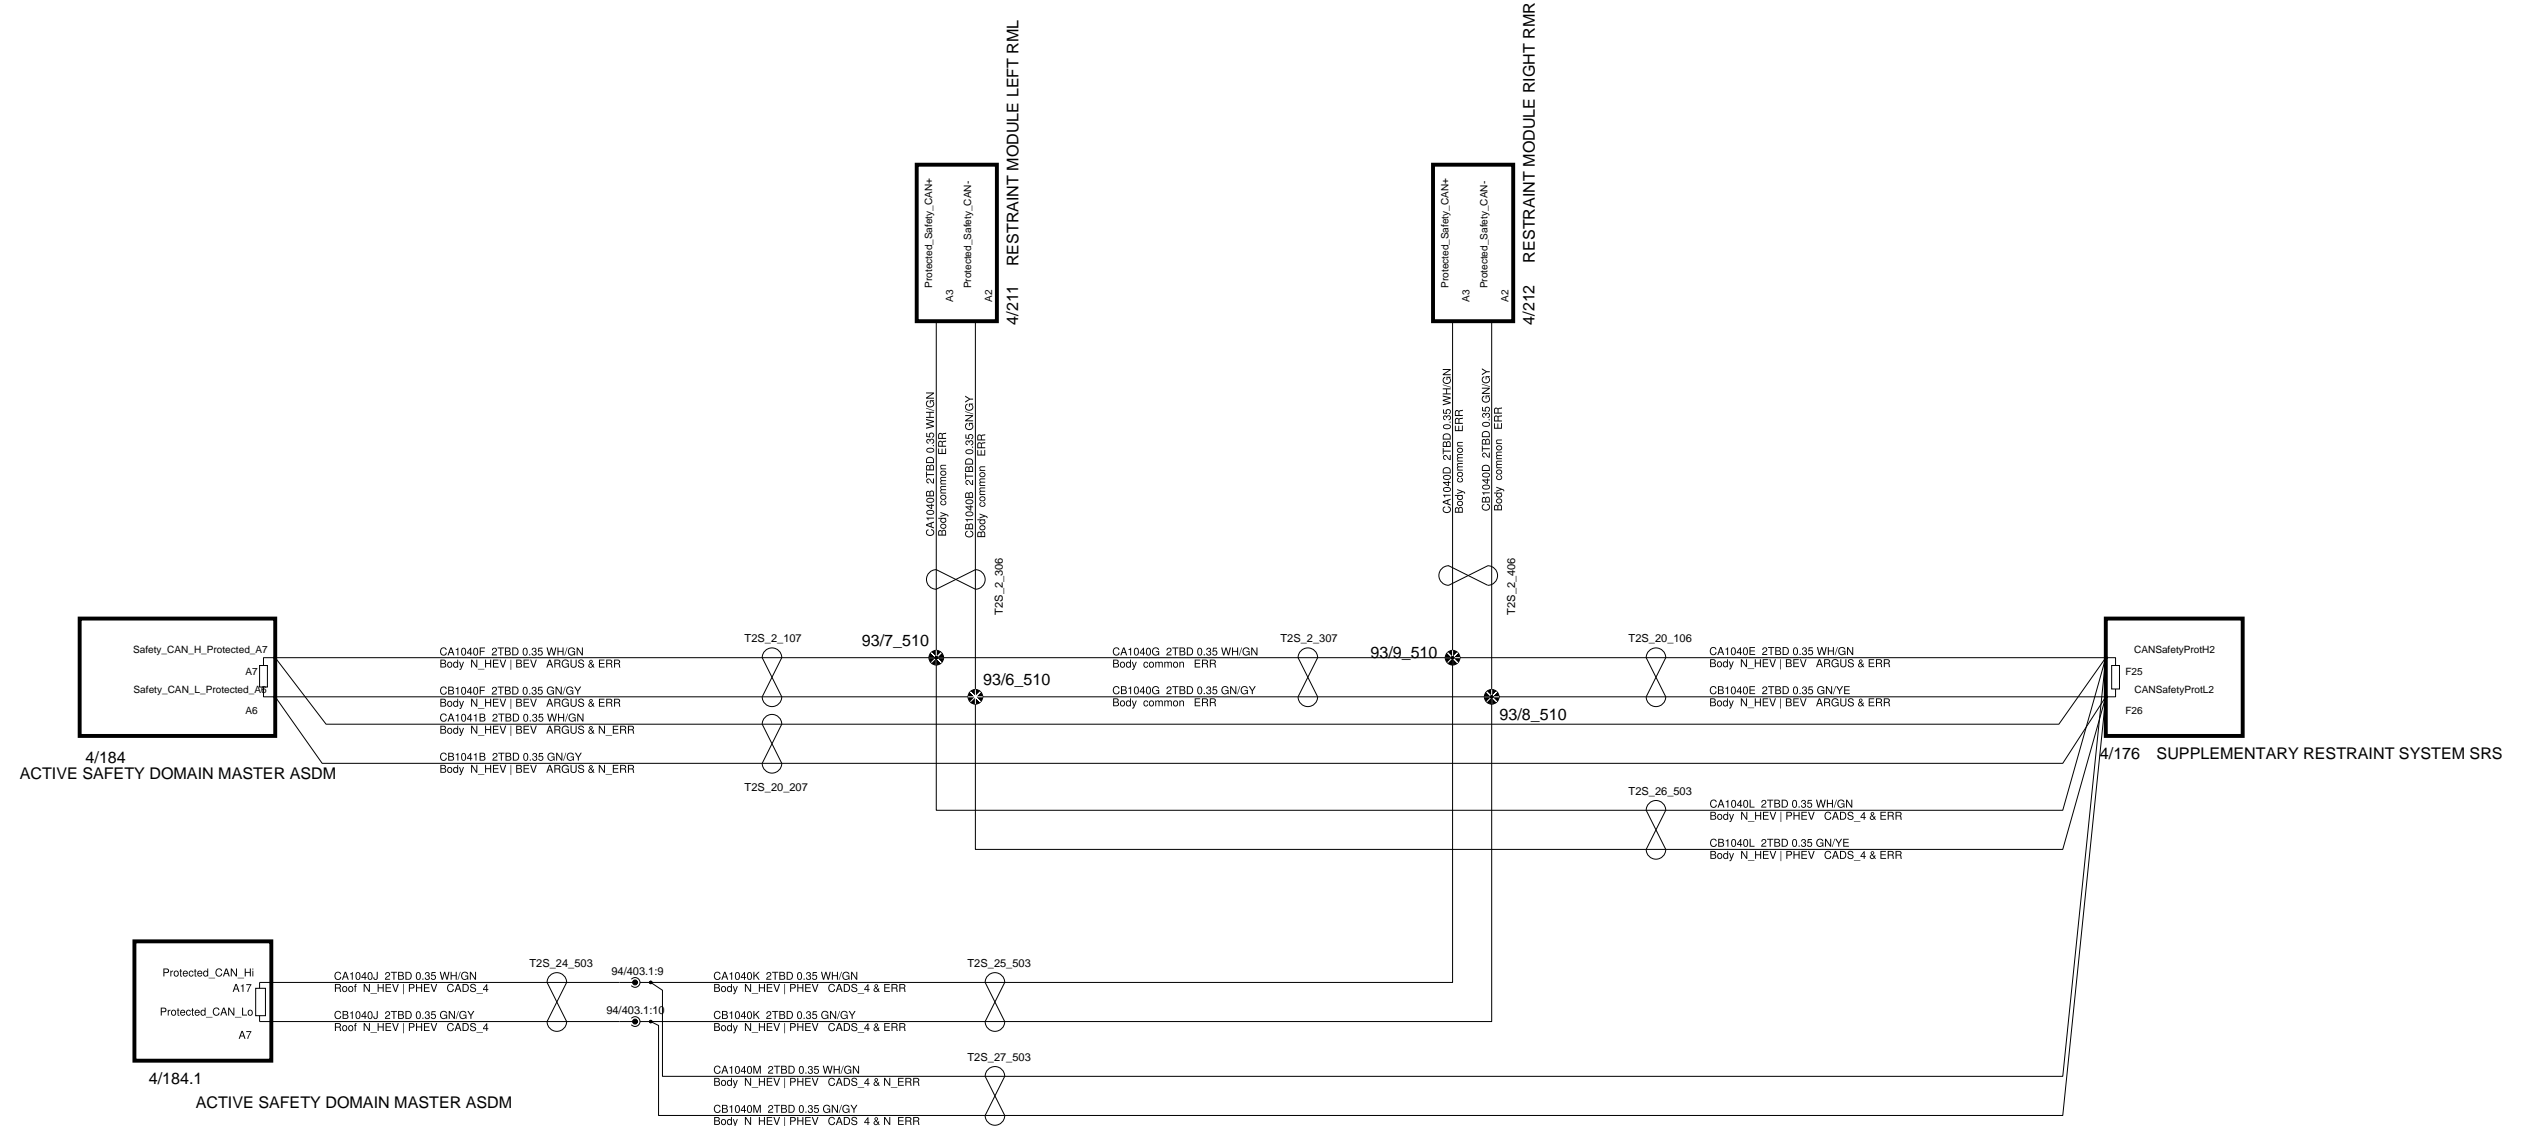 4/211 RESTRAINT MODULE LEFT RML
Protected_Safety_CAN+
A3
Protected_Safety_CAN-
A2
4/212 RESTRAINT MODULE RIGHT RMR
Protected_Safety_CAN+
A3
Protected_Safety_CAN-
A2
CA1040B 2TBD 0.35 WH/GN
Body common ERR
CB1040B 2TBD 0.35 GN/GY
Body common ERR
T2S_2_306
CA1040D 2TBD 0.35 WH/GN
Body common ERR
CB1040D 2TBD 0.35 GN/GY
Body common ERR
T2S_2_406
Safety_CAN_H_Protected_A7
A7
Safety_CAN_L_Protected_A6
A6
4/184
ACTIVE SAFETY DOMAIN MASTER ASDM
CA1040F 2TBD 0.35 WH/GN
Body N_HEV | BEV ARGUS & ERR
CB1040F 2TBD 0.35 GN/GY
Body N_HEV | BEV ARGUS & ERR
CA1041B 2TBD 0.35 WH/GN
Body N_HEV | BEV ARGUS & N_ERR
CB1041B 2TBD 0.35 GN/GY
Body N_HEV | BEV ARGUS & N_ERR
T2S_2_107
T2S_20_207
93/7_510
93/6_510
CA1040G 2TBD 0.35 WH/GN
Body common ERR
CB1040G 2TBD 0.35 GN/GY
Body common ERR
T2S_2_307
93/9_510
93/8_510
T2S_20_106
CA1040E 2TBD 0.35 WH/GN
Body N_HEV | BEV ARGUS & ERR
CB1040E 2TBD 0.35 GN/YE
Body N_HEV | BEV ARGUS & ERR
CANSafetyProtH2
F25
CANSafetyProtL2
F26
4/176 SUPPLEMENTARY RESTRAINT SYSTEM SRS
T2S_26_503
CA1040L 2TBD 0.35 WH/GN
Body N_HEV | PHEV CADS_4 & ERR
CB1040L 2TBD 0.35 GN/YE
Body N_HEV | PHEV CADS_4 & ERR
Protected_CAN_Hi
A17
Protected_CAN_Lo
A7
4/184.1
ACTIVE SAFETY DOMAIN MASTER ASDM
CA1040J 2TBD 0.35 WH/GN
Roof N_HEV | PHEV CADS_4
CB1040J 2TBD 0.35 GN/GY
Roof N_HEV | PHEV CADS_4
T2S_24_503
94/403.1:9
94/403.1:10
CA1040K 2TBD 0.35 WH/GN
Body N_HEV | PHEV CADS_4 & ERR
CB1040K 2TBD 0.35 GN/GY
Body N_HEV | PHEV CADS_4 & ERR
T2S_25_503
T2S_27_503
CA1040M 2TBD 0.35 WH/GN
Body N_HEV | PHEV CADS_4 & N_ERR
CB1040M 2TBD 0.35 GN/GY
Body N_HEV | PHEV CADS_4 & N_ERR